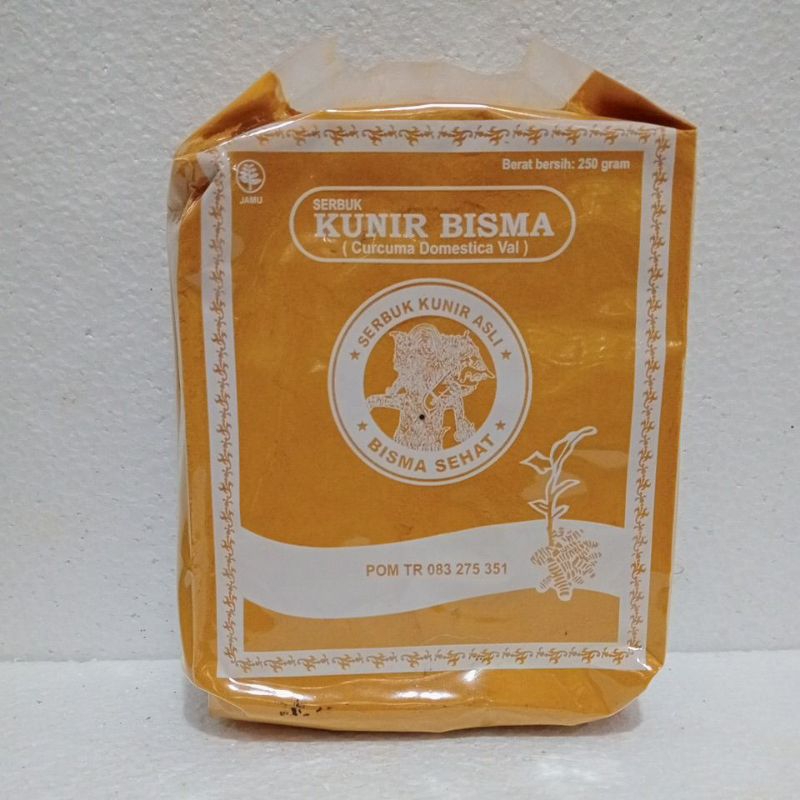 Berat bersih: 250 gram
JAMU
SERBUK
KUNIR BISMA
( Curcuma Domestica Val )
SERBUK KUNIR ASLI
BISMA SEHAT
POM TR 083 275 351